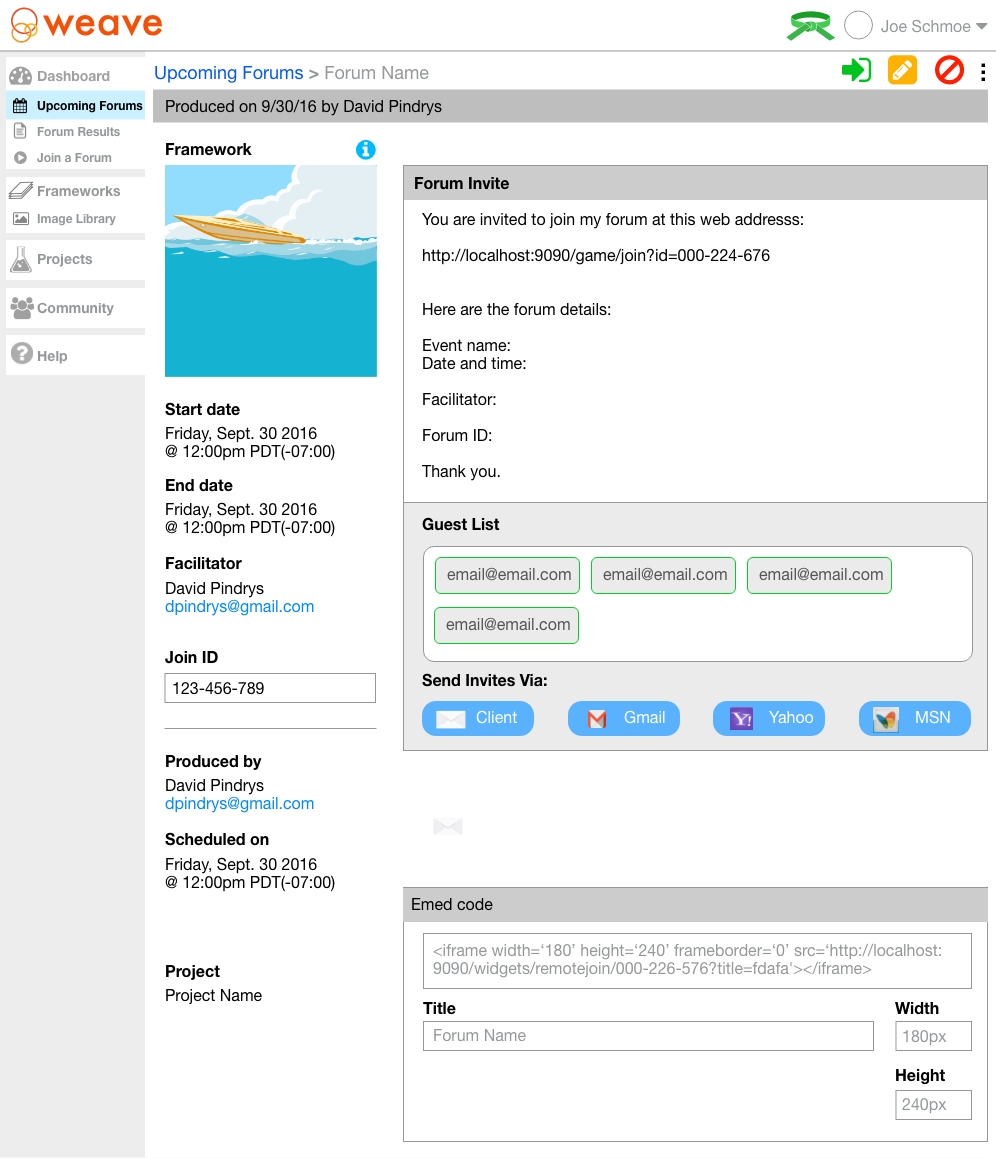 weave
Joe Schmoe
Dashboard
Upcoming Forums
Forum Results
Join a Forum
Frameworks
Image Library
Projects
Community
Help
Upcoming Forums > Forum Name
Produced on 9/30/16 by David Pindrys
Framework
Start date
Friday, Sept. 30 2016
@ 12:00pm PDT(-07:00)
End date
Friday, Sept. 30 2016
@ 12:00pm PDT(-07:00)
Facilitator
David Pindrys
dpindrys@gmail.com
Join ID
123-456-789
Produced by
David Pindrys
dpindrys@gmail.com
Scheduled on
Friday, Sept. 30 2016
@ 12:00pm PDT(-07:00)
Project
Project Name
Forum Invite
You are invited to join my forum at this web addresss:
http://localhost:9090/game/join?id=000-224-676
Here are the forum details:
Event name:
Date and time:
Facilitator:
Forum ID:
Thank you.
Guest List
email@email.com email@email.com email@email.com
email@email.com
Send Invites Via:
Client Gmail Yahoo MSN
Emed code
<iframe width=‘180’ height=‘240’ frameborder=‘0’ src=‘http://localhost:
9090/widgets/remotejoin/000-226-576?title=fdafa'></iframe>
Title
Forum Name
Width
180px
Height
240px